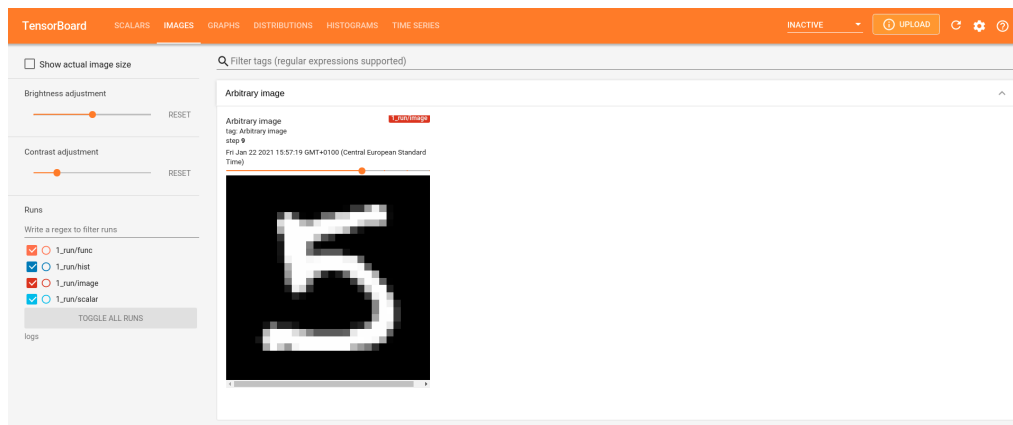 TensorBoard SCALARS IMAGES GRAPHS DISTRIBUTIONS HISTOGRAMS TIME SERIES INACTIVE UPLOAD
Show actual image size
Filter tags (regular expressions supported)
Brightness adjustment
RESET
Contrast adjustment
RESET
Runs
Write a regex to filter runs
1_run/func
1_run/hist
1_run/image
1_run/scalar
TOGGLE ALL RUNS
logs
Arbitrary image
Arbitrary image 1_run/image
tag: Arbitrary image
step 9
Fri Jan 22 2021 15:57:19 GMT+0100 (Central European Standard
Time)
5